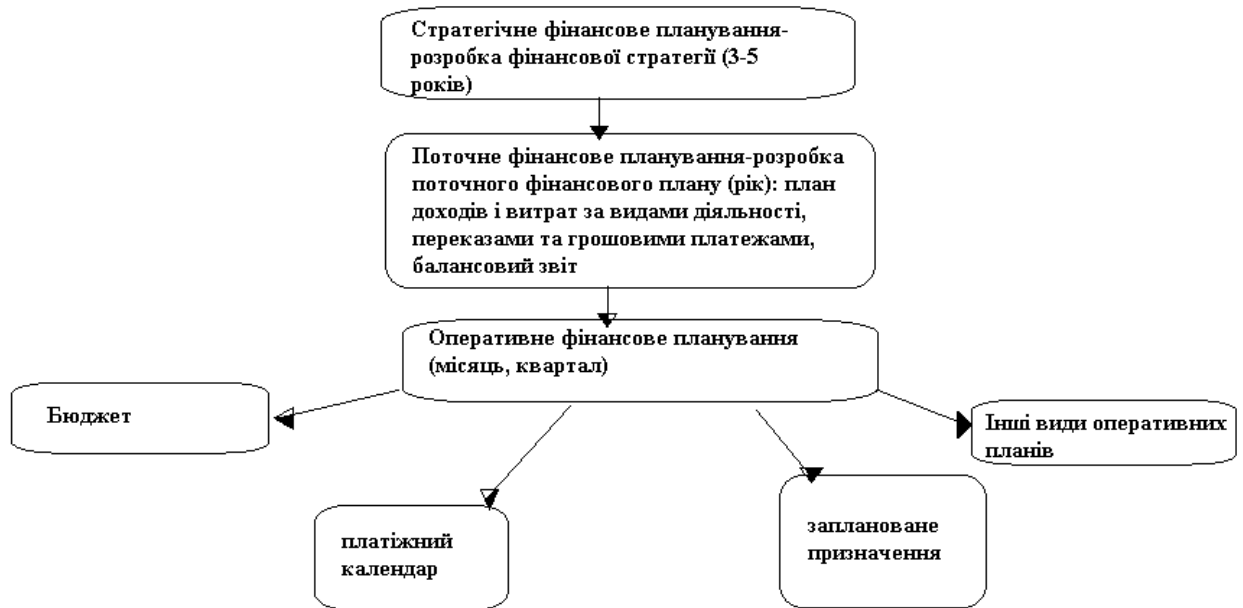 Стратегічне фінансове планування-
розробка фінансової стратегії (3-5
років)
Поточне фінансове планування-розробка
поточного фінансового плану (рік): план
доходів і витрат за видами діяльності,
переказами та грошовими платежами,
балансовий звіт
Оперативне фінансове планування
(місяць, квартал)
Бюджет
Інші види оперативних
планів
платіжний
календар
заплановане
призначення